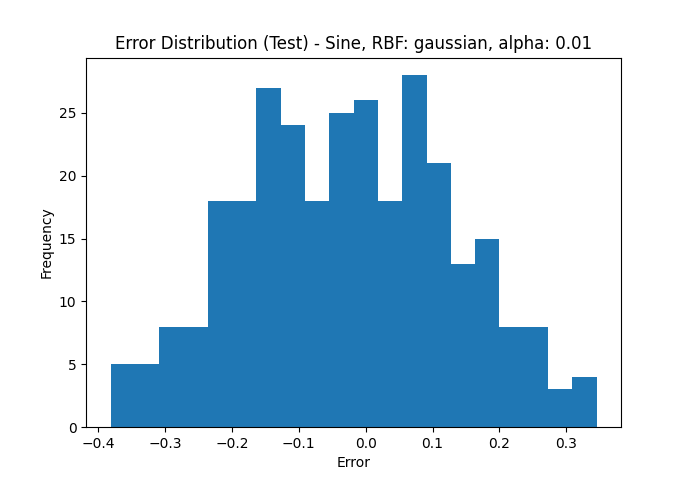 Error Distribution (Test) - Sine, RBF: gaussian, alpha: 0.01
25
20
15
10
5
0
Frequency
−0.4 −0.3 −0.2 −0.1 0.0 0.1 0.2 0.3
Error